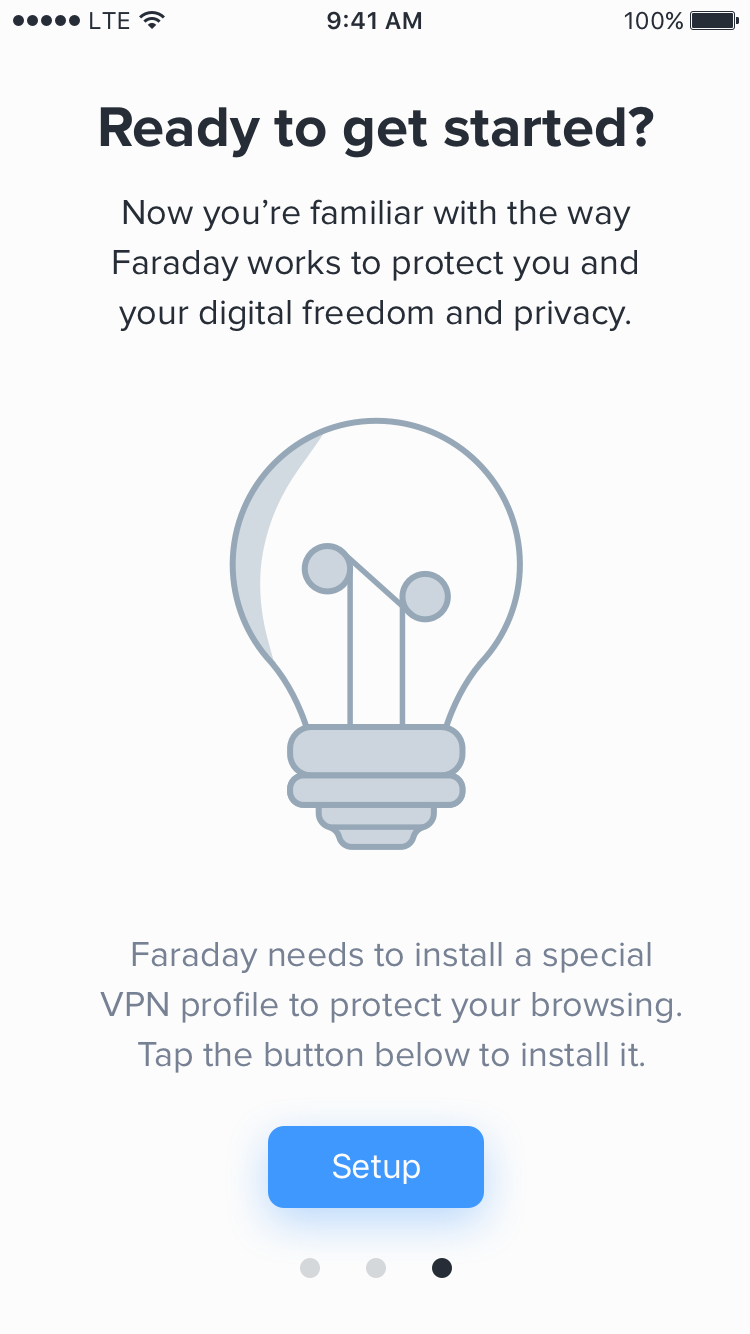 ●●●●● LTE 9:41 AM 100%
Ready to get started?
Now you’re familiar with the way
Faraday works to protect you and
your digital freedom and privacy.
Faraday needs to install a special
VPN profile to protect your browsing.
Tap the button below to install it.
Setup